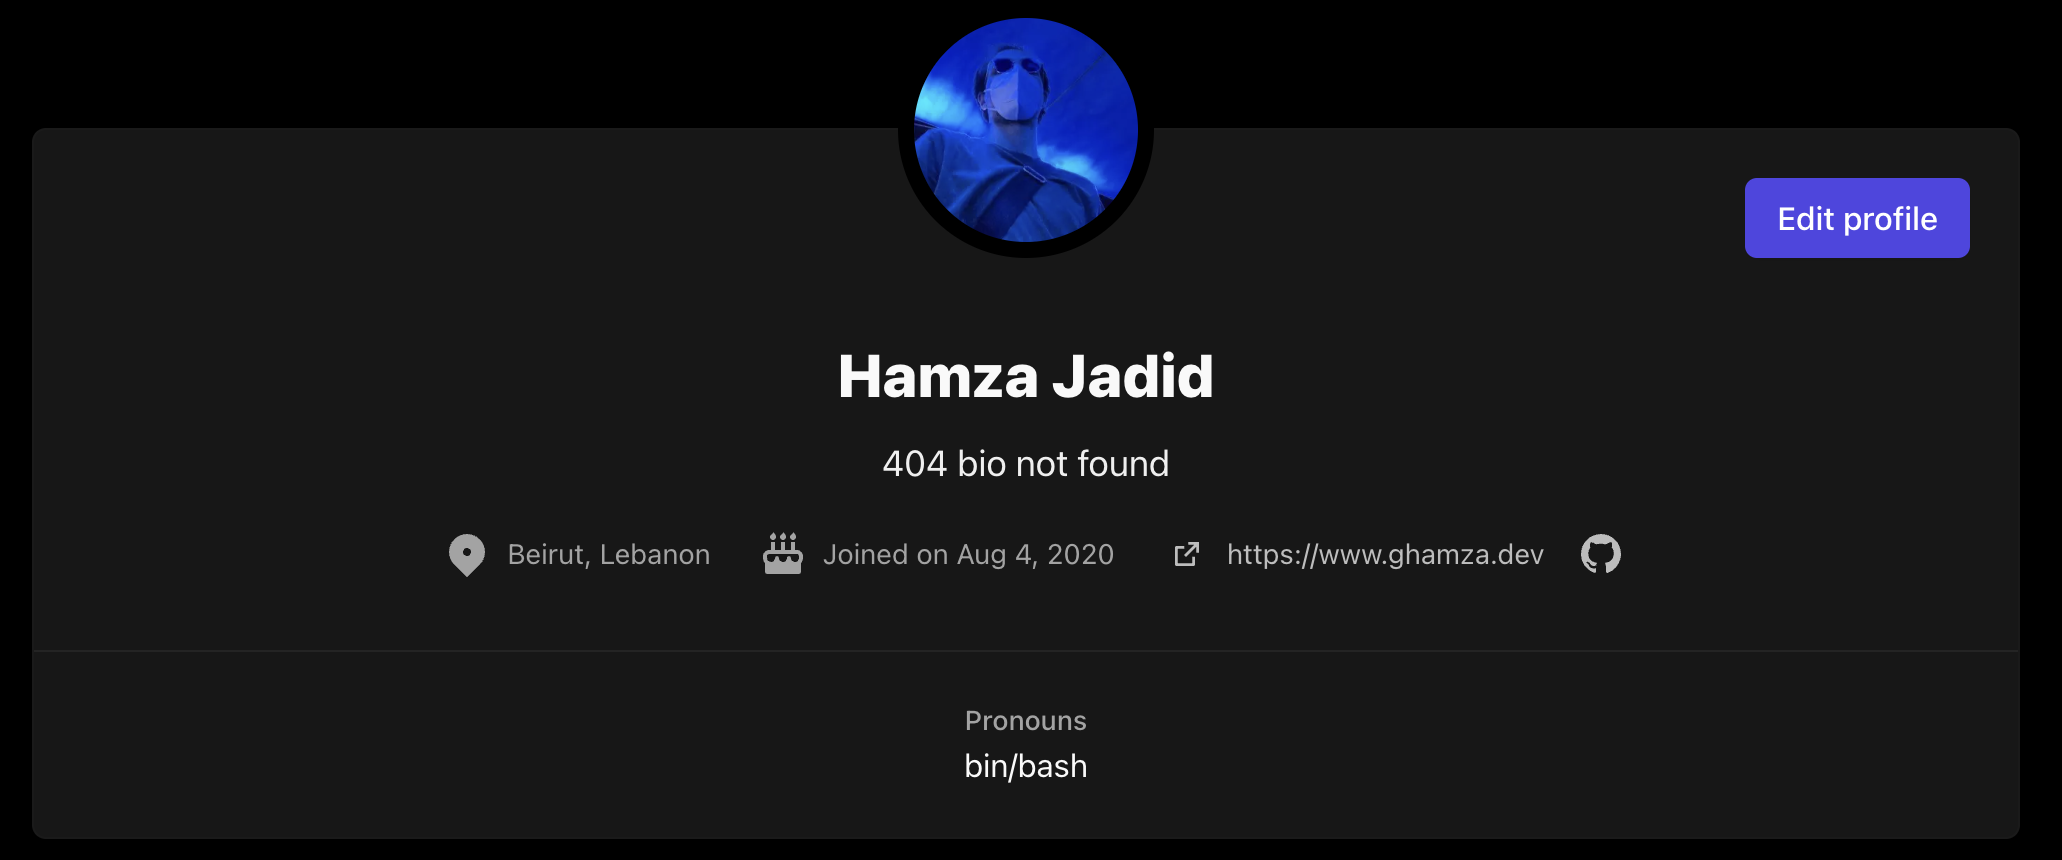 Edit profile
Hamza Jadid
404 bio not found
Beirut, Lebanon Joined on Aug 4, 2020 https://www.ghamza.dev
Pronouns
bin/bash